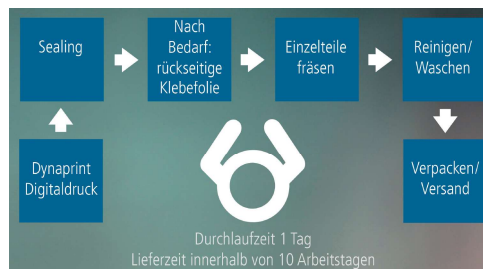 Sealing
Nach
Bedarf:
rückseitige
Klebefolie
Einzelteile
fräsen
Reinigen/
Waschen
Dynaprint
Digitaldruck
Verpacken/
Versand
Durchlaufzeit 1 Tag
Lieferzeit innerhalb von 10 Arbeitstagen